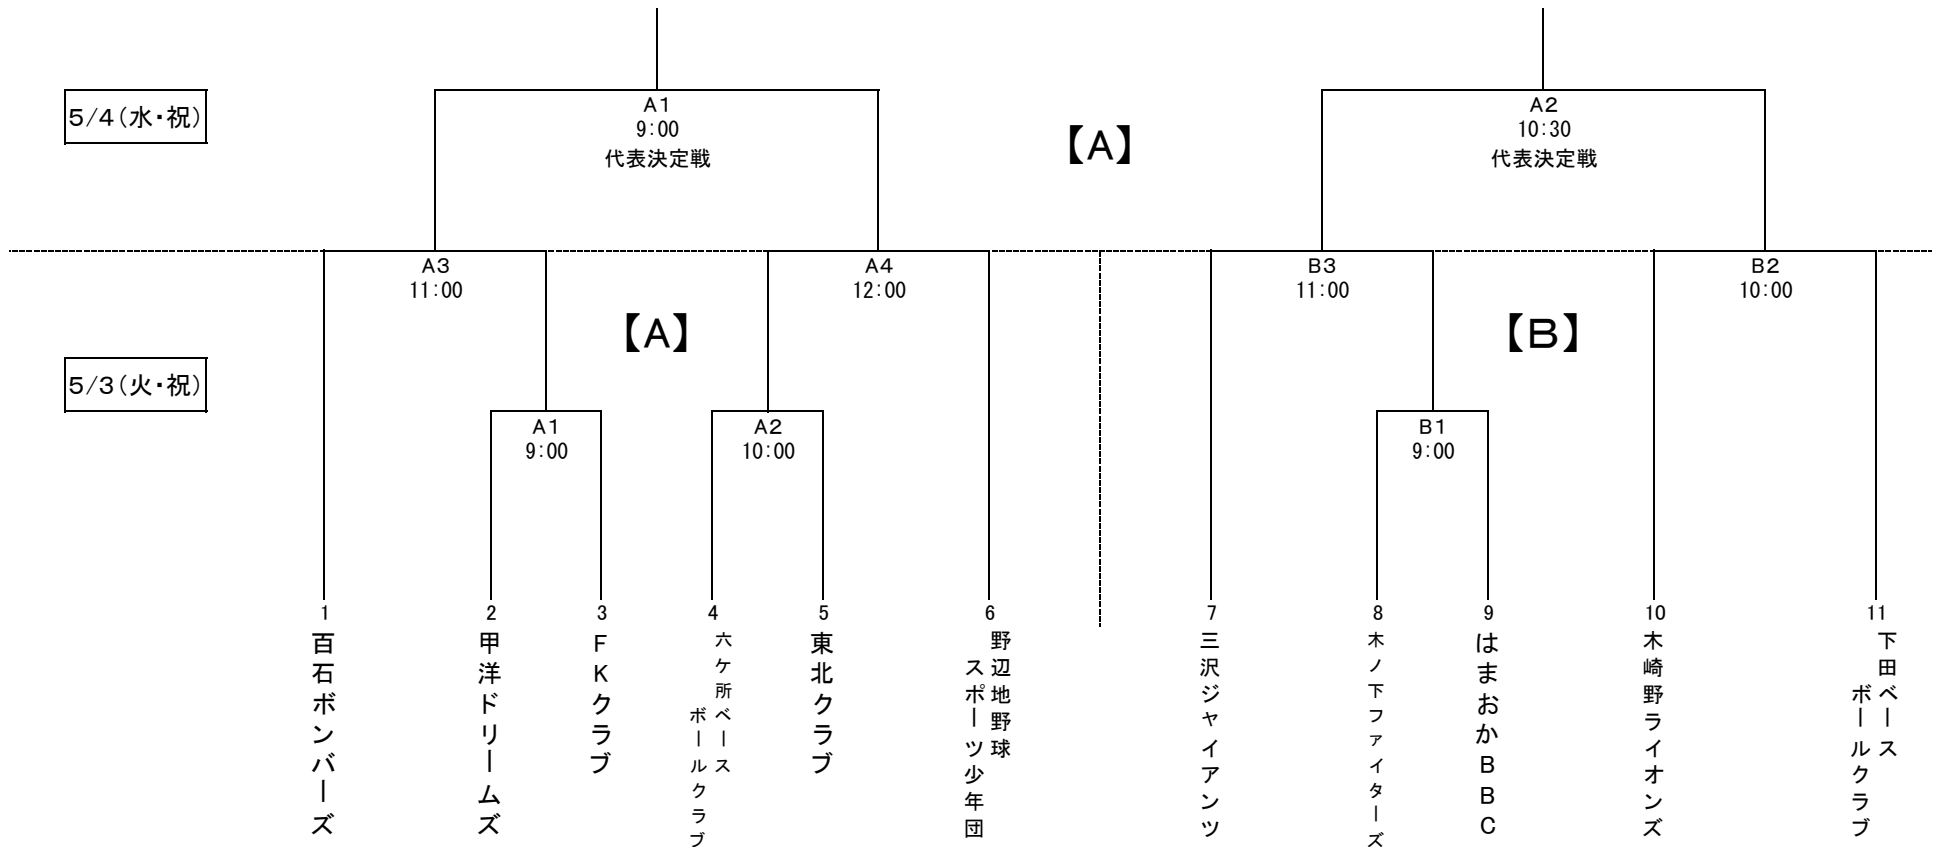 5/4(水・祝)
A1
9:00
代表決定戦
【A】
A2
10:30
代表決定戦
A3
11:00
A4
12:00
B3
11:00
B2
10:00
【A】
【B】
5/3(火・祝)
A1
9:00
A2
10:00
B1
9:00
1
百石ボンバーズ
2
甲洋ドリームズ
3
FKクラブ
4
六ケ所ベース
ボールクラブ
5
東北クラブ
6
野辺地野球
スポーツ少年団
7
三沢ジャイアンツ
8
木ノ下ファイターズ
9
はまおかBBC
10
木崎野ライオンズ
11
下田ベース
ボールクラブ